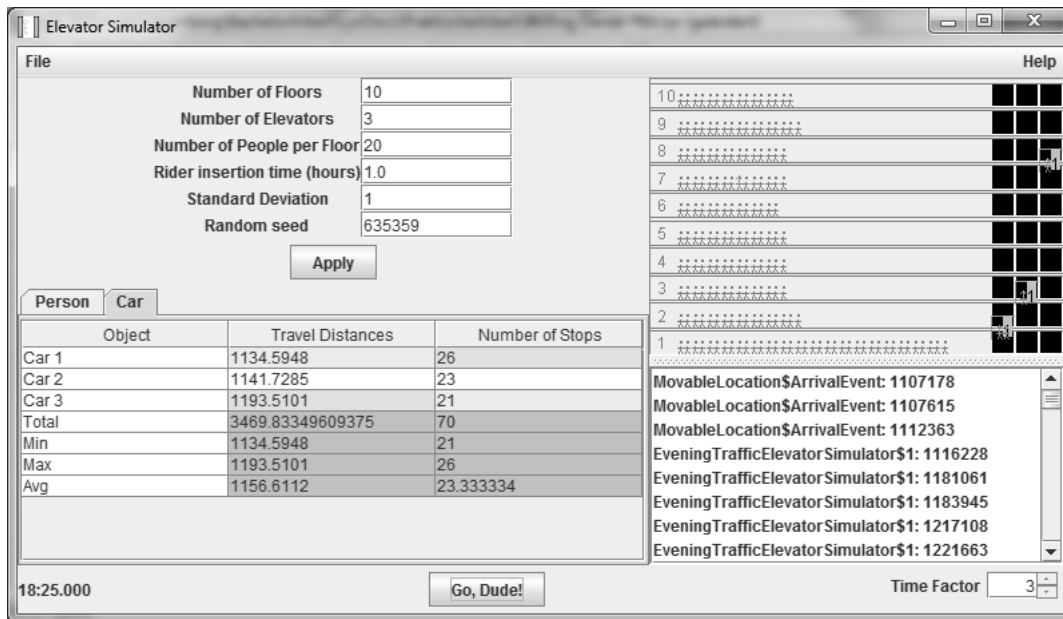 Elevator Simulator
File Help
Number of Floors 10
Number of Elevators 3
Number of People per Floor 20
Rider insertion time (hours) 1.0
Standard Deviation 1
Random seed 635359
Apply
Person Car
Object Travel Distances Number of Stops
Car 1 1134.5948 26
Car 2 1141.7285 23
Car 3 1193.5101 21
Total 3469.83349609375 70
Min 1134.5948 21
Max 1193.5101 26
Avg 1156.6112 23.333334
10
9
8
7
6
5
4
3
2
1
MovableLocation$ArrivalEvent: 1107178
MovableLocation$ArrivalEvent: 1107615
MovableLocation$ArrivalEvent: 1112363
EveningTrafficElevatorSimulator$1: 1116228
EveningTrafficElevatorSimulator$1: 1181061
EveningTrafficElevatorSimulator$1: 1183945
EveningTrafficElevatorSimulator$1: 1217108
EveningTrafficElevatorSimulator$1: 1221663
18:25.000 Go, Dude! Time Factor 3